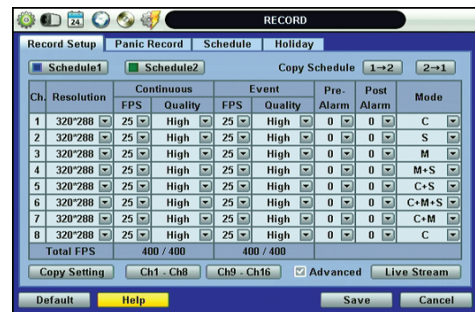 24
RECORD
Record Setup Panic Record Schedule Holiday
Schedule1 Schedule2 Copy Schedule 1→2 2→1
Ch. Resolution Continuous Event Pre-Alarm Post Alarm Mode
FPS Quality FPS Quality
1 320*288 25 High 25 High 0 0 C
2 320*288 25 High 25 High 0 0 S
3 320*288 25 High 25 High 0 0 M
4 320*288 25 High 25 High 0 0 M+S
5 320*288 25 High 25 High 0 0 C+S
6 320*288 25 High 25 High 0 0 C+M+S
7 320*288 25 High 25 High 0 0 C+M
8 320*288 25 High 25 High 0 0 C
Total FPS 400 / 400 400 / 400
Copy Setting Ch1 - Ch8 Ch9 - Ch16 Advanced Live Stream
Default Help Save Cancel